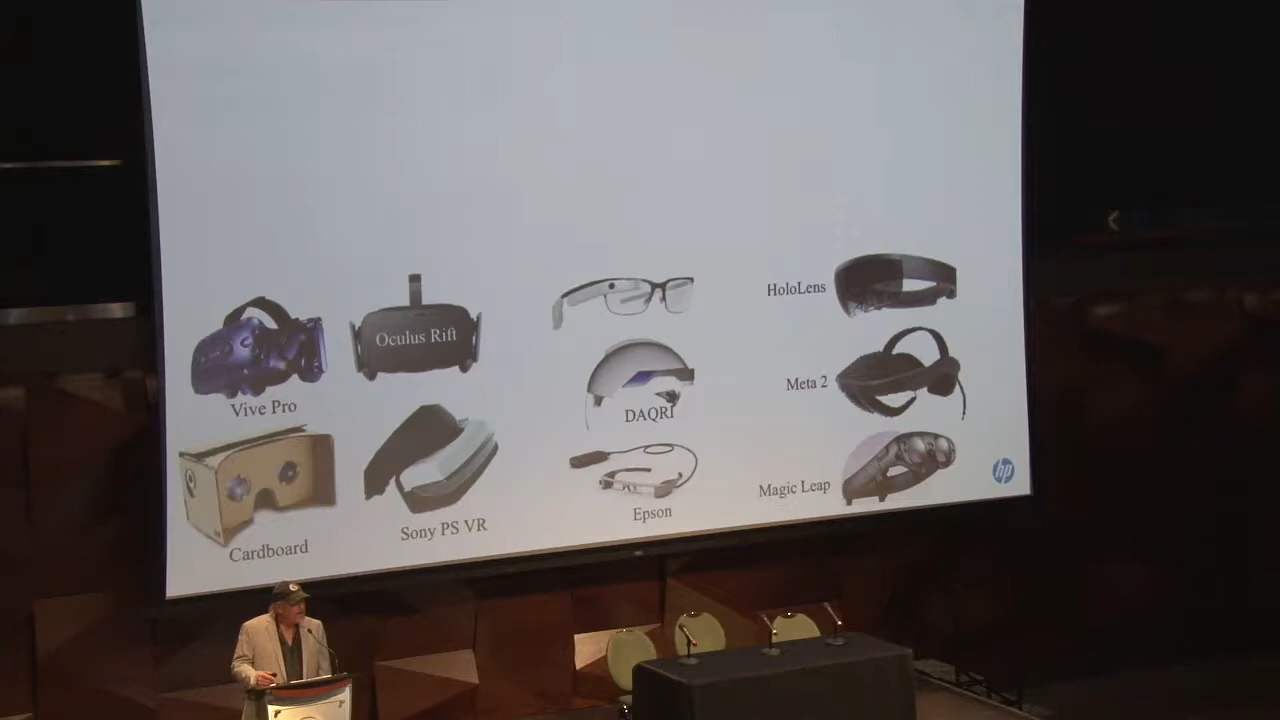 Vive Pro
Oculus Rift
Cardboard
Sony PS VR
DAQRI
Epson
HoloLens
Meta 2
Magic Leap
hp